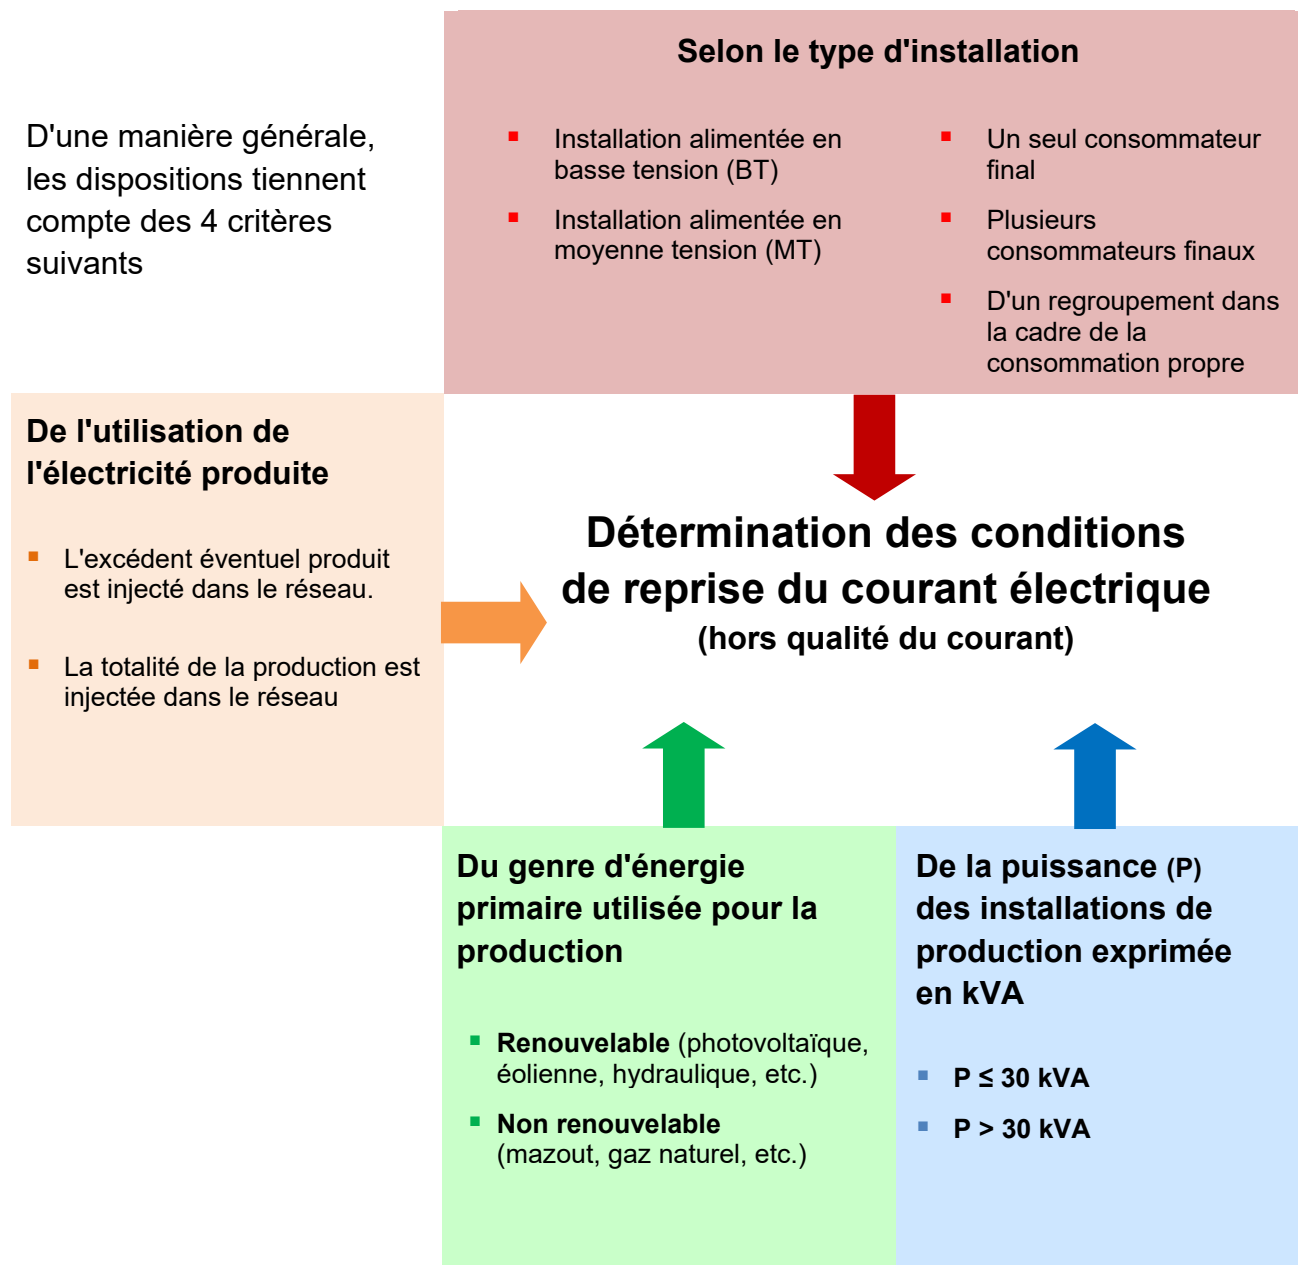 D'une manière générale,
les dispositions tiennent
compte des 4 critères
suivants
Selon le type d'installation
Installation alimentée en
basse tension (BT)
Installation alimentée en
moyenne tension (MT)
Un seul consommateur
final
Plusieurs
consommateurs finaux
D'un regroupement dans
la cadre de la
consommation propre
De l'utilisation de
l'électricité produite
L'excédent éventuel produit
est injecté dans le réseau.
La totalité de la production est
injectée dans le réseau
Détermination des conditions
de reprise du courant électrique
(hors qualité du courant)
Du genre d'énergie
primaire utilisée pour la
production
Renouvelable (photovoltaïque,
éolienne, hydraulique, etc.)
Non renouvelable
(mazout, gaz naturel, etc.)
De la puissance (P)
des installations de
production exprimée
en kVA
P ≤ 30 kVA
P > 30 kVA